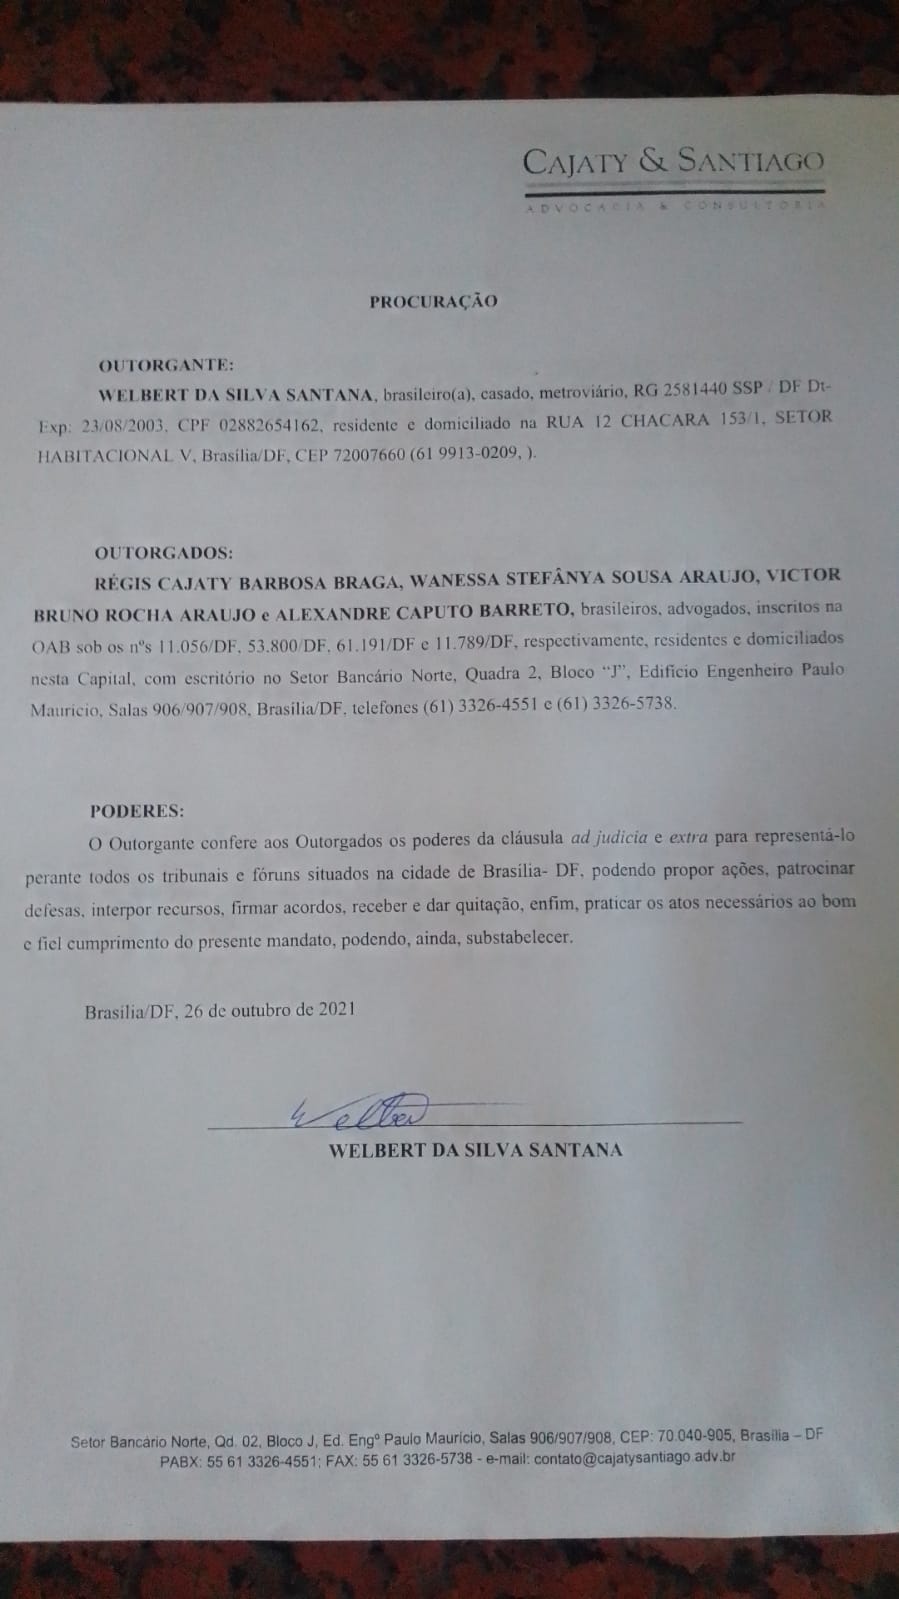 CAJATY & SANTIAGO
ADVOCACIA & CONSULTORIA
PROCURAÇÃO
OUTORGANTE:
WELBERT DA SILVA SANTANA, brasileiro(a), casado, metroviário, RG 2581440 SSP / DF Dt-
Exp: 23/08/2003, CPF 02882654162, residente e domiciliado na RUA 12 CHACARA 153/1, SETOR
HABITACIONAL V, Brasília/DF, CEP 72007660 (61 9913-0209, ).
OUTORGADOS:
RÉGIS CAJATY BARBOSA BRAGA, WANESSA STEFÂNYA SOUSA ARAUJO, VICTOR
BRUNO ROCHA ARAUJO e ALEXANDRE CAPUTO BARRETO, brasileiros, advogados, inscritos na
OAB sob os nºs 11.056/DF, 53.800/DF, 61.191/DF e 11.789/DF, respectivamente, residentes e domiciliados
nesta Capital, com escritório no Setor Bancário Norte, Quadra 2, Bloco “J”, Edifício Engenheiro Paulo
Maurício, Salas 906/907/908, Brasília/DF, telefones (61) 3326-4551 e (61) 3326-5738.
PODERES:
O Outorgante confere aos Outorgados os poderes da cláusula ad judicia e extra para representá-lo
perante todos os tribunais e fóruns situados na cidade de Brasília- DF, podendo propor ações, patrocinar
defesas, interpor recursos, firmar acordos, receber e dar quitação, enfim, praticar os atos necessários ao bom
e fiel cumprimento do presente mandato, podendo, ainda, substabelecer.
Brasília/DF, 26 de outubro de 2021
Welbert
WELBERT DA SILVA SANTANA
Setor Bancário Norte, Qd. 02, Bloco J, Ed. Engº Paulo Maurício, Salas 906/907/908, CEP: 70.040-905, Brasília – DF
PABX: 55 61 3326-4551; FAX: 55 61 3326-5738 - e-mail: contato@cajatysantiago.adv.br